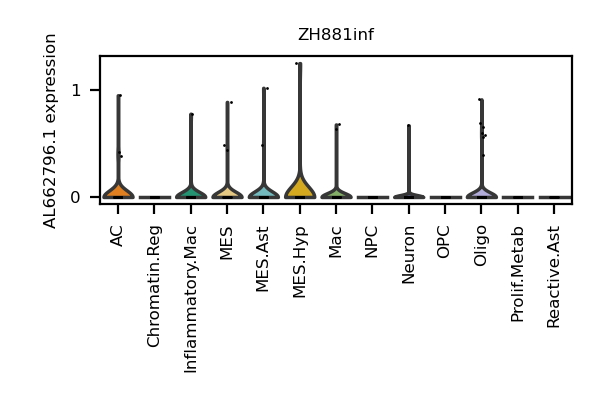 ZH881inf
AL662796.1 expression
1
0
AC
Chromatin.Reg
Inflammatory.Mac
MES
MES.Ast
MES.Hyp
Mac
NPC
Neuron
OPC
Oligo
Prolif.Metab
Reactive.Ast